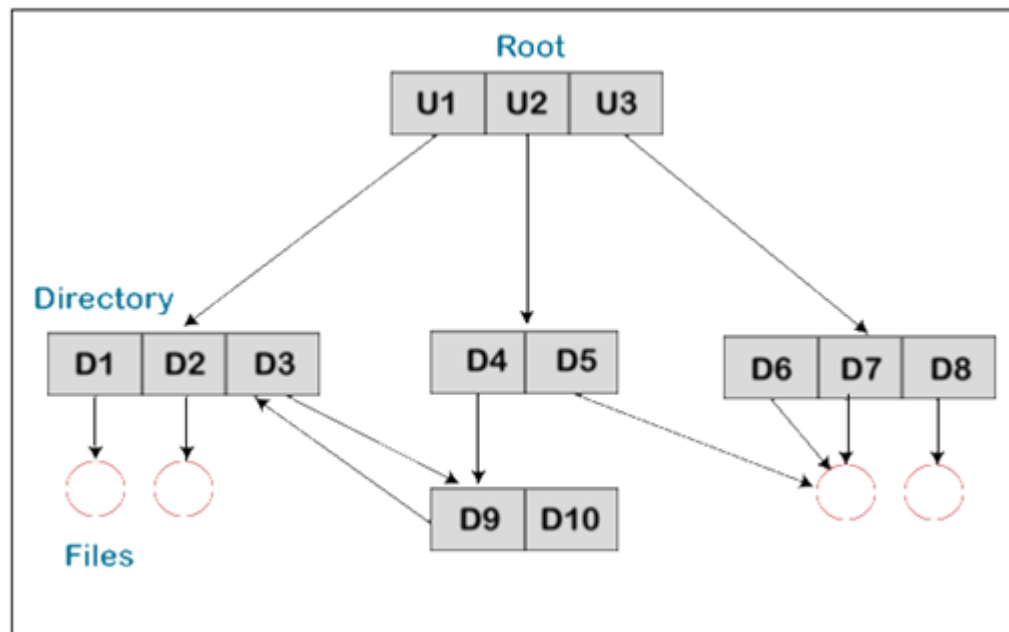 Root
U1 U2 U3
Directory
D1 D2 D3 D4 D5 D6 D7 D8
D9 D10
Files